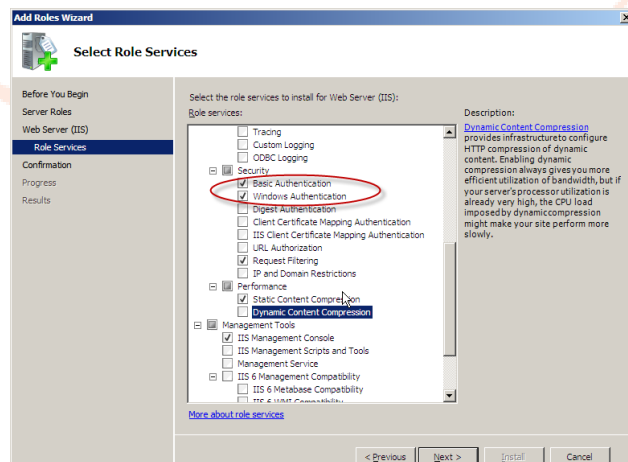 Add Roles Wizard
Select Role Services
Before You Begin
Server Roles
Web Server (IIS)
Role Services
Confirmation
Progress
Results
Select the role services to install for Web Server (IIS):
Role services:
Tracing
Custom Logging
ODBC Logging
Security
Basic Authentication
Windows Authentication
Digest Authentication
Client Certificate Mapping Authentication
IIS Client Certificate Mapping Authentication
URL Authorization
Request Filtering
IP and Domain Restrictions
Performance
Static Content Compression
Dynamic Content Compression
Management Tools
IIS Management Console
IIS Management Scripts and Tools
Management Service
IIS 6 Management Compatibility
IIS 6 Metabase Compatibility
IIS 6 WMI Compatibility
More about role services
Description:
Dynamic Content Compression
provides infrastructure to configure
HTTP compression of dynamic
content. Enabling dynamic
compression always gives you more
efficient utilization of bandwidth, but if
your server's processor utilization is
already very high, the CPU load
imposed by dynamic compression
might make your site perform more
slowly.
< Previous
Next >
Install
Cancel